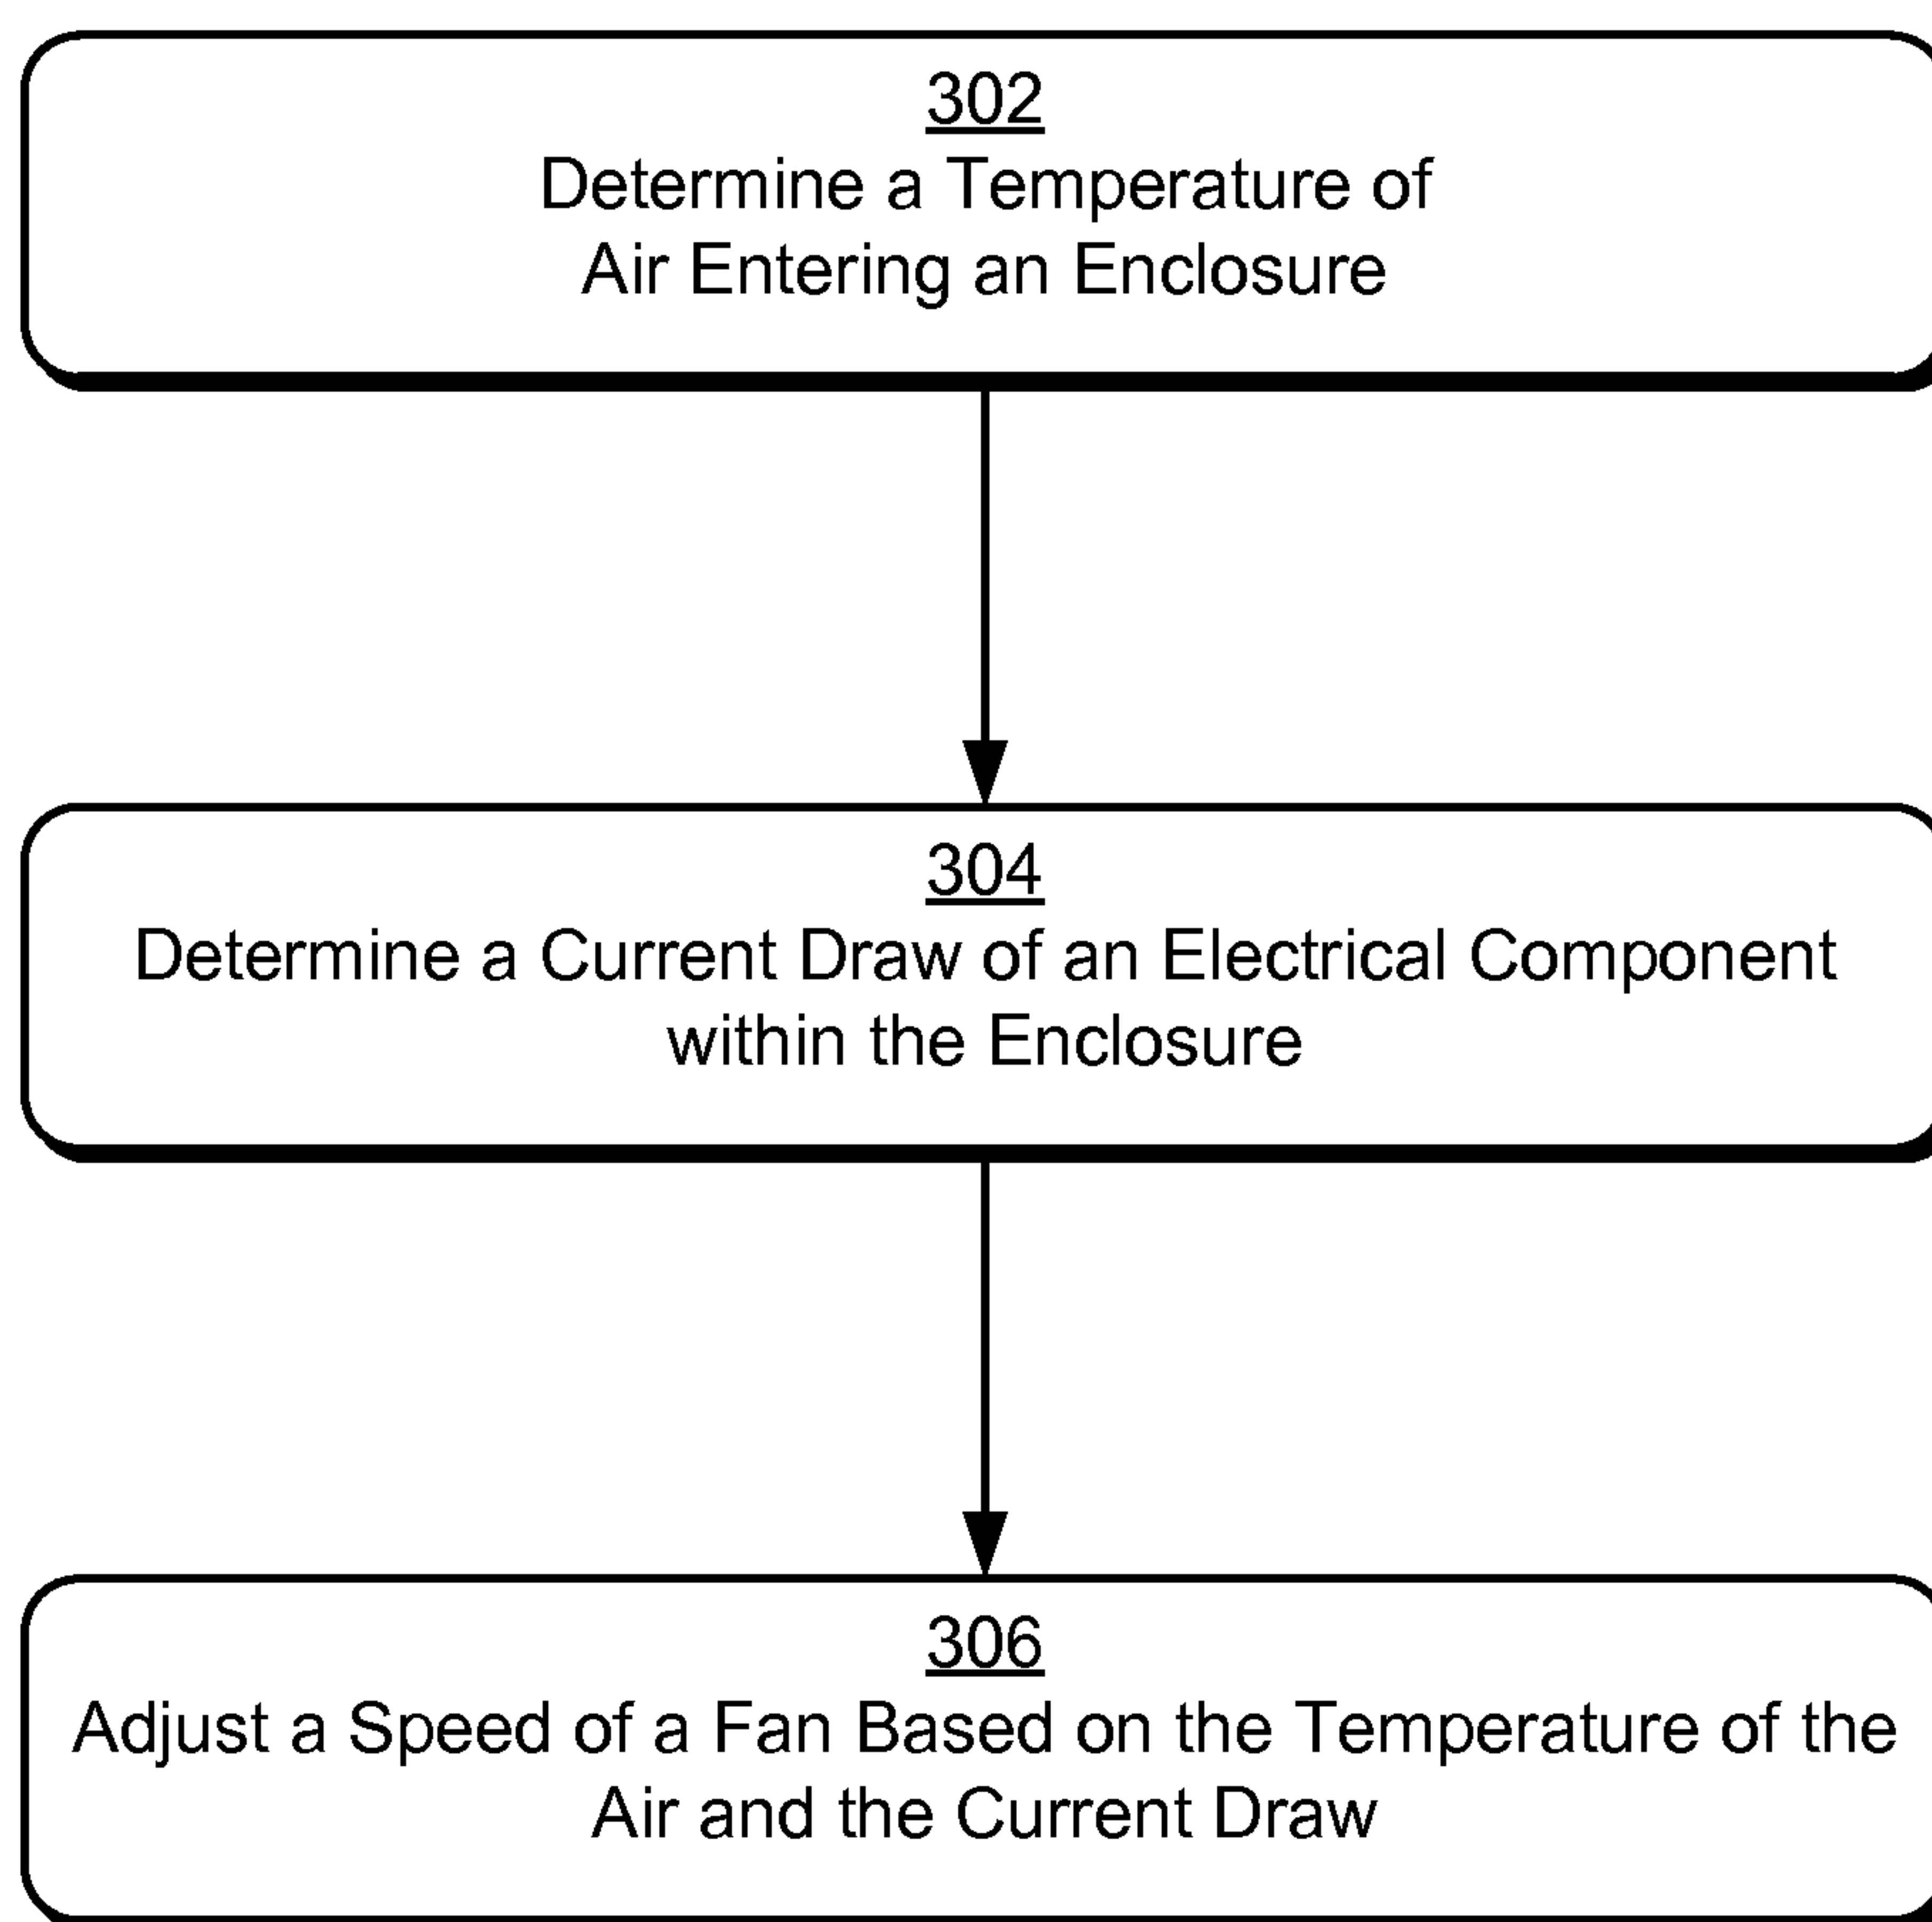 302
Determine a Temperature of
Air Entering an Enclosure
304
Determine a Current Draw of an Electrical Component
within the Enclosure
306
Adjust a Speed of a Fan Based on the Temperature of the
Air and the Current Draw